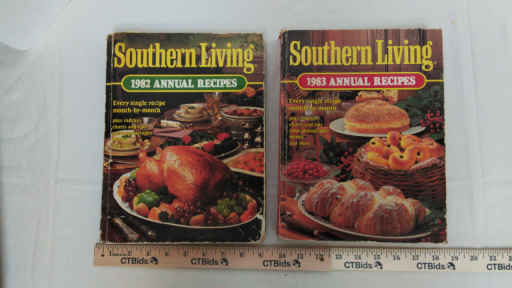 Southern Living
1982 ANNUAL RECIPES
Every single recipe
month-by-month
Southern Living
1983 ANNUAL RECIPES
Every single recipe
month-by-month
CTBids
CTBids
CTBids
CTBids
CTBids
CTBids